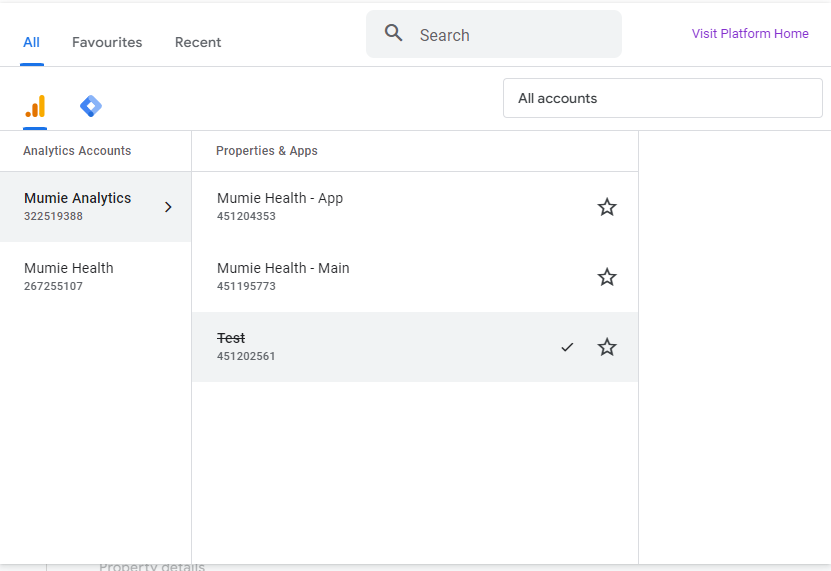 All
Favourites
Recent
Search
Visit Platform Home
All accounts
Analytics Accounts
Properties & Apps
Mumie Analytics
322519388
Mumie Health
267255107
Mumie Health - App
451204353
Mumie Health - Main
451195773
Test
451202561
Property details